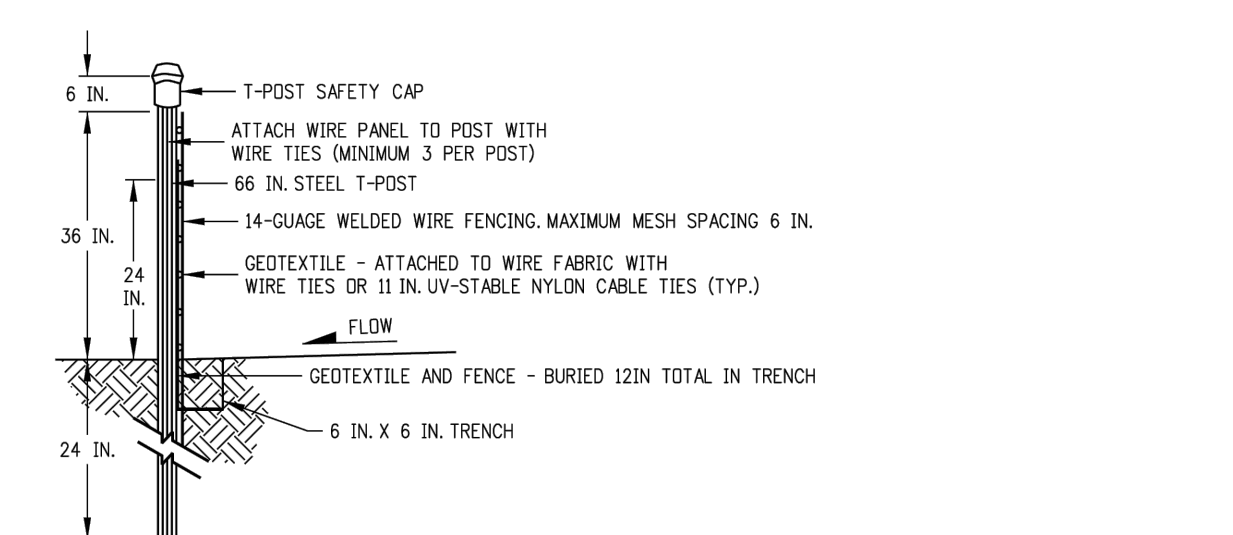 6 IN.
T-POST SAFETY CAP
ATTACH WIRE PANEL TO POST WITH
WIRE TIES (MINIMUM 3 PER POST)
66 IN. STEEL T-POST
14-GUAGE WELDED WIRE FENCING. MAXIMUM MESH SPACING 6 IN.
36 IN.
24
IN.
GEOTEXTILE - ATTACHED TO WIRE FABRIC WITH
WIRE TIES OR 11 IN. UV-STABLE NYLON CABLE TIES (TYP.)
FLOW
GEOTEXTILE AND FENCE - BURIED 12IN TOTAL IN TRENCH
6 IN. X 6 IN. TRENCH
24 IN.